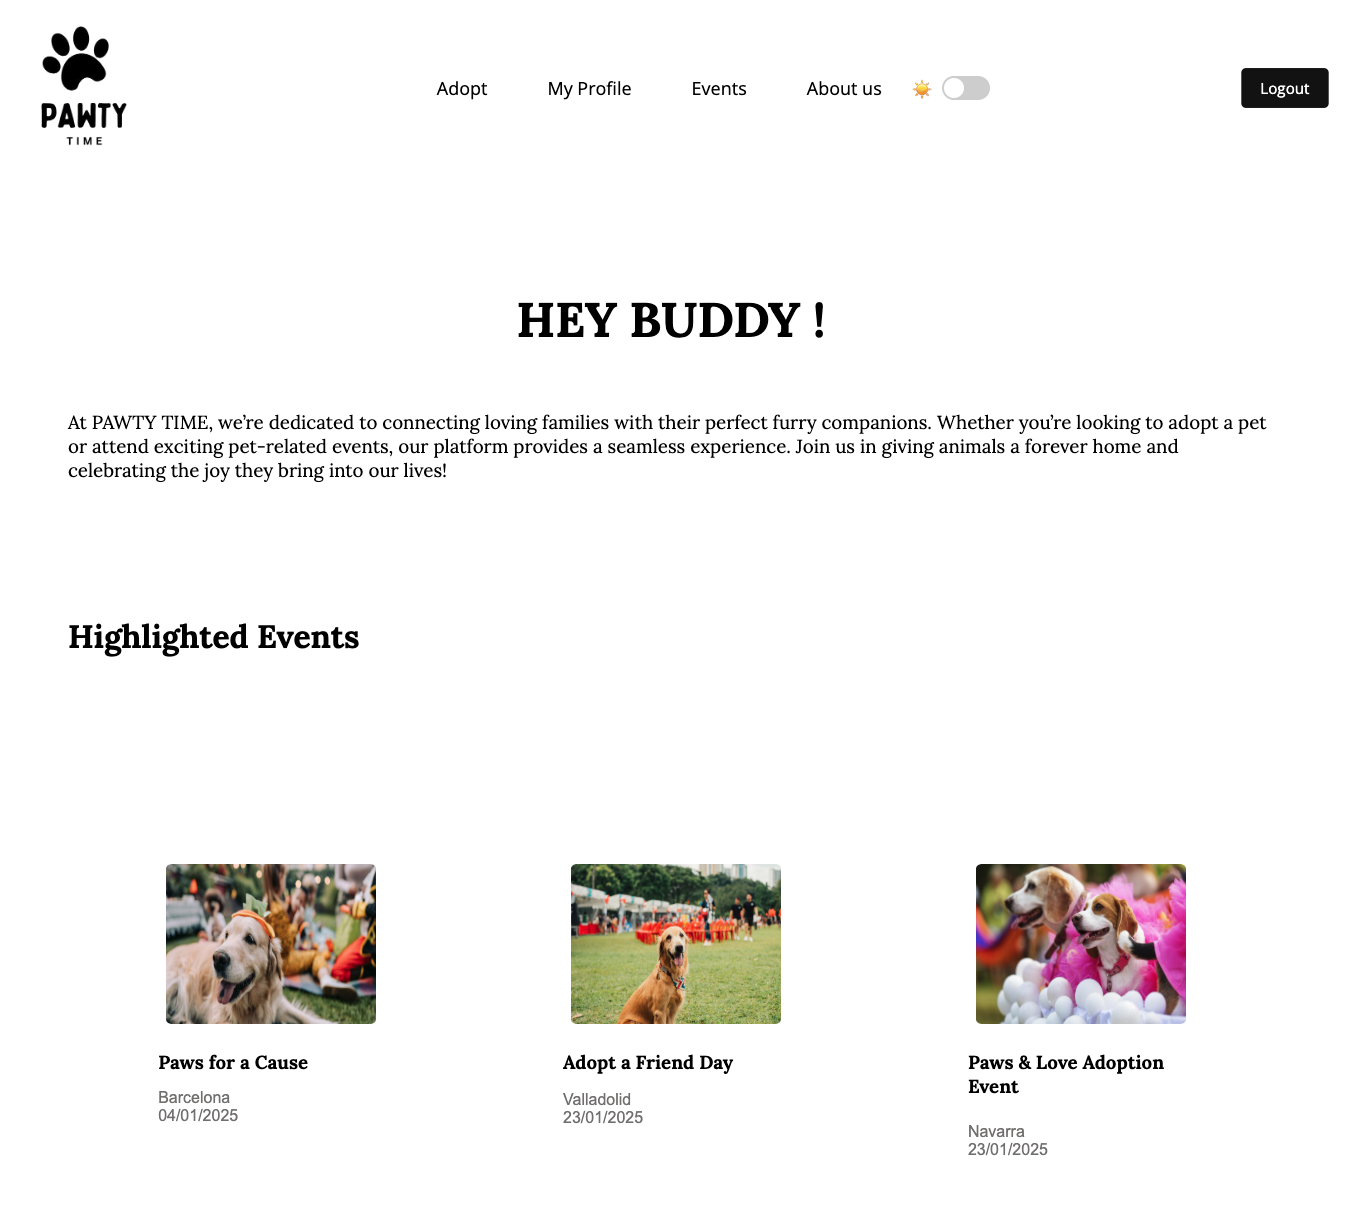 PAWTY
TIME
Adopt
My Profile
Events
About us
Logout
HEY BUDDY !
At PAWTY TIME, we’re dedicated to connecting loving families with their perfect furry companions. Whether you’re looking to adopt a pet
or attend exciting pet-related events, our platform provides a seamless experience. Join us in giving animals a forever home and
celebrating the joy they bring into our lives!
Highlighted Events
Paws for a Cause
Barcelona
04/01/2025
Adopt a Friend Day
Valladolid
23/01/2025
Paws & Love Adoption
Event
Navarra
23/01/2025